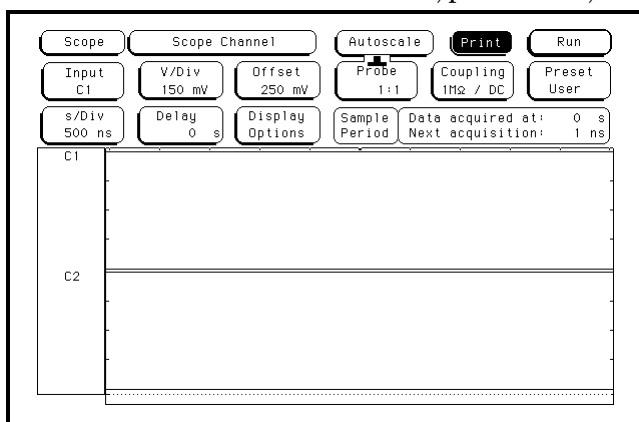 Scope Scope Channel Autoscale Print Run
Input V/Div Offset Probe Coupling Preset
C1 150 mV 250 mV 1:1 1MΩ / DC User
s/Div Delay Display Sample Data acquired at: 0 s
500 ns 0 s Options Period Next acquisition: 1 ns
C1
C2